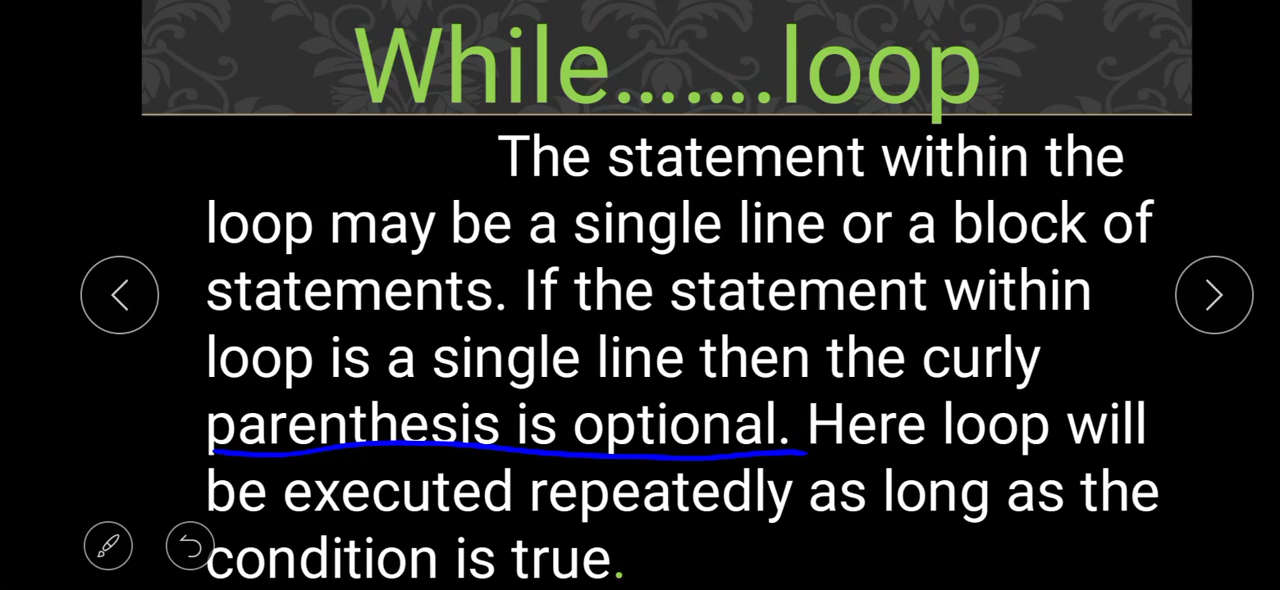 While.......loop
The statement within the
loop may be a single line or a block of
statements. If the statement within
loop is a single line then the curly
parenthesis is optional. Here loop will
be executed repeatedly as long as the
condition is true.